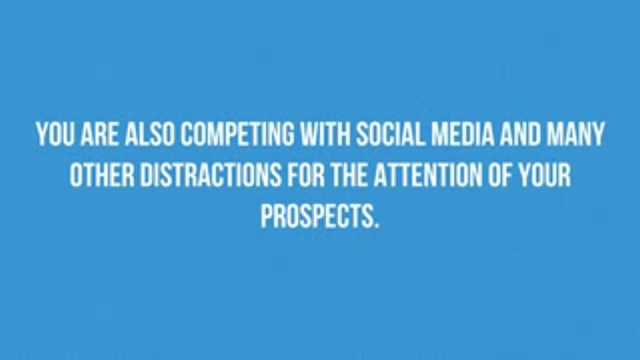 YOU ARE ALSO COMPETING WITH SOCIAL MEDIA AND MANY
OTHER DISTRACTIONS FOR THE ATTENTION OF YOUR
PROSPECTS.